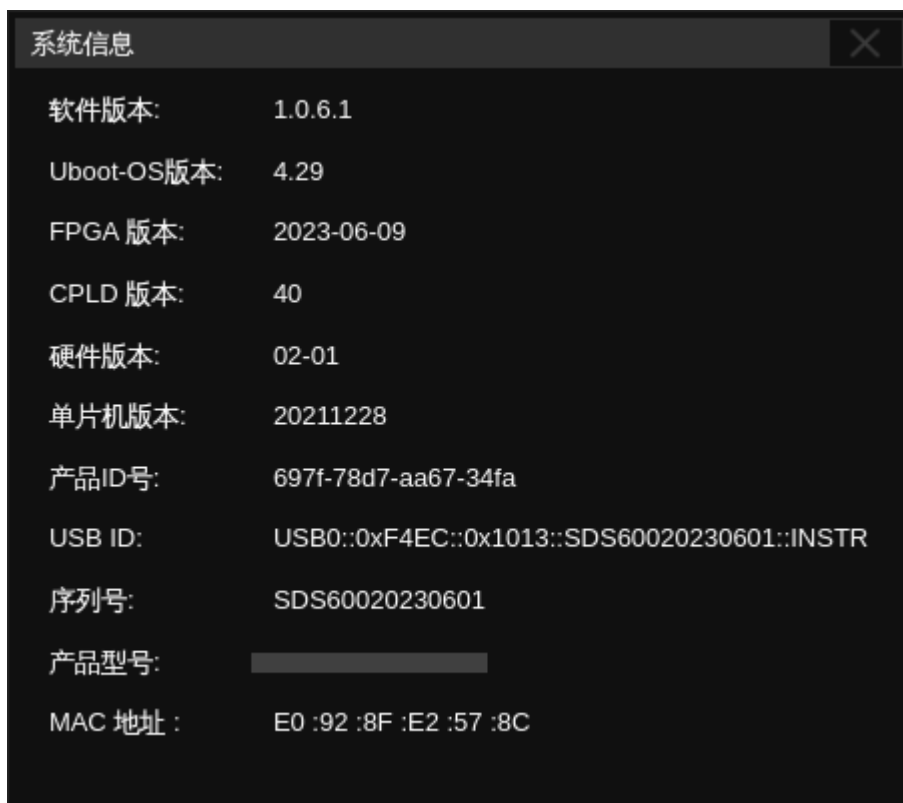 系统信息
软件版本: 1.0.6.1
Uboot-OS版本: 4.29
FPGA 版本: 2023-06-09
CPLD 版本: 40
硬件版本: 02-01
单片机版本: 20211228
产品ID号: 697f-78d7-aa67-34fa
USB ID: USB0::0xF4EC::0x1013::SDS60020230601::INSTR
序列号: SDS60020230601
产品型号:
MAC 地址 : E0 :92 :8F :E2 :57 :8C